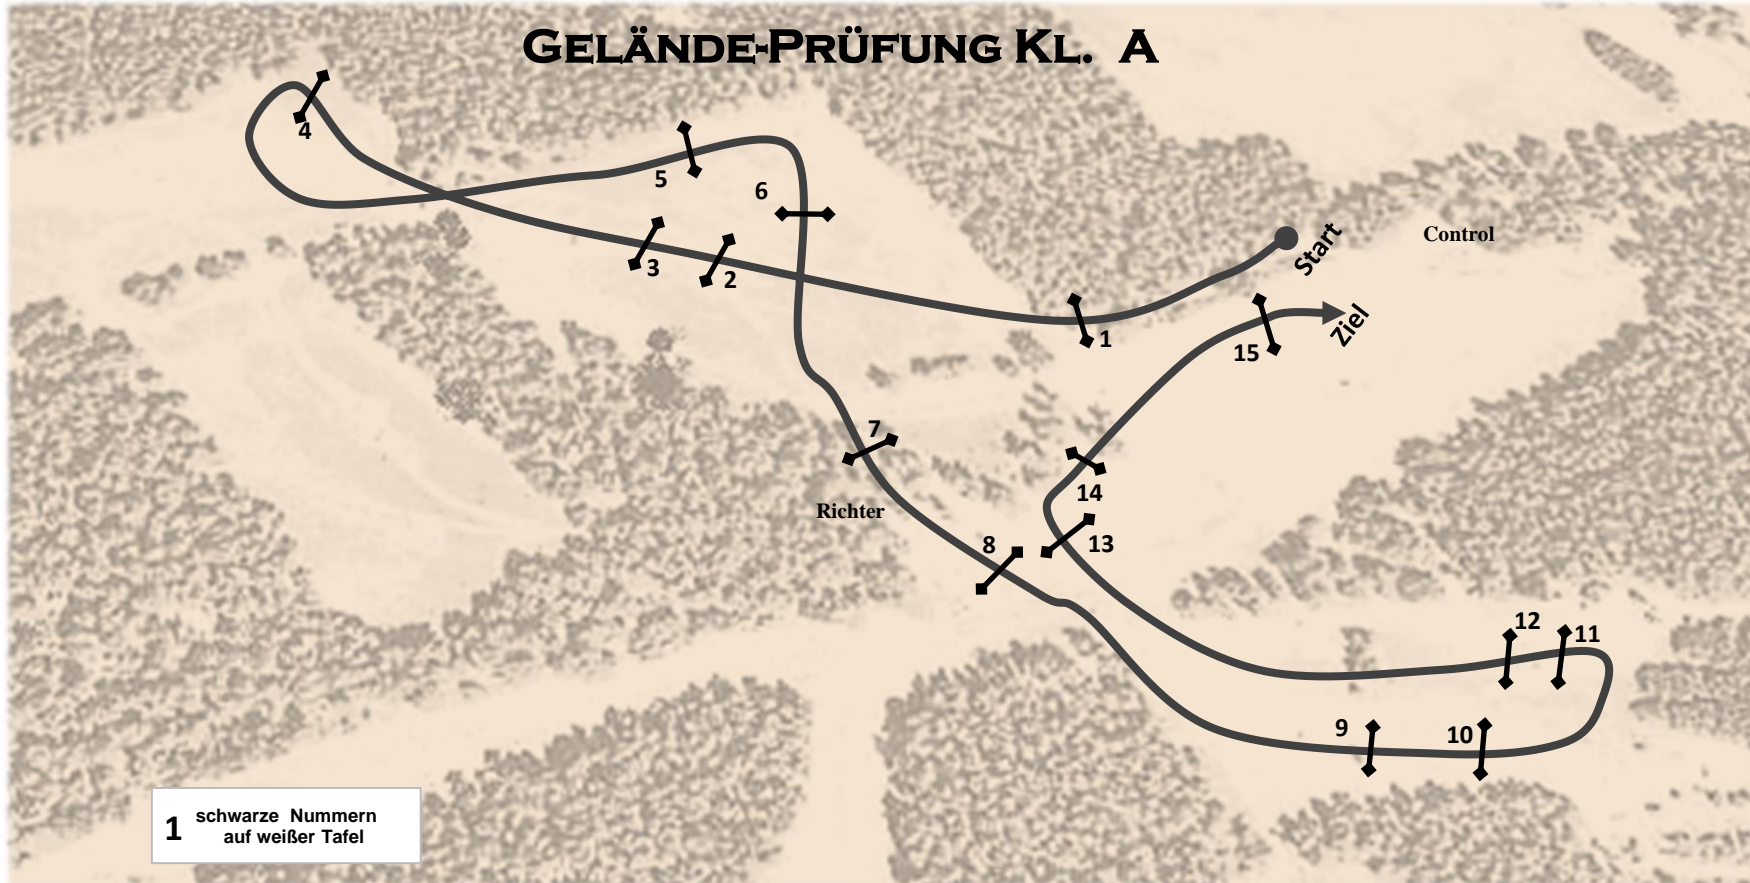 GELÄNDE-PRÜFUNG KL. A
4
5
6
3
2
Start
Control
1
15
Ziel
7
14
Richter
8
13
12
11
9
10
1
schwarze Nummern
auf weißer Tafel